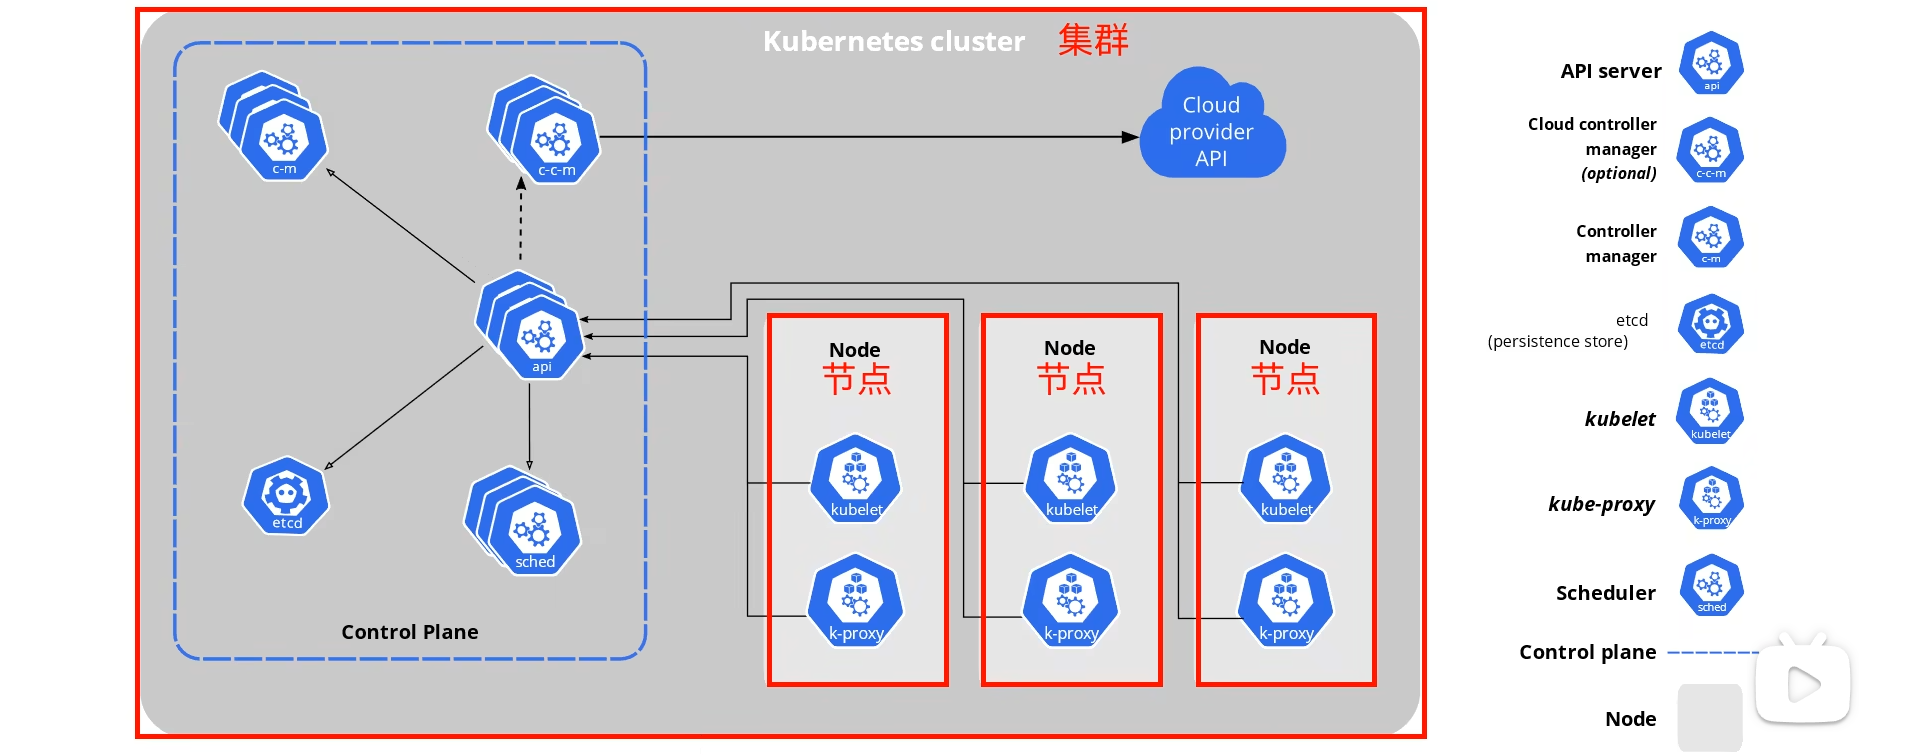 Kubernetes cluster 集群
c-m
c-c-m
Cloud
provider
API
api
etcd
sched
Control Plane
Node
节点
kubelet
k-proxy
Node
节点
kubelet
k-proxy
Node
节点
kubelet
k-proxy
API server
api
Cloud controller
manager
(optional)
c-c-m
Controller
manager
c-m
etcd
(persistence store)
etcd
kubelet
kubelet
kube-proxy
k-proxy
Scheduler
sched
Control plane
Node